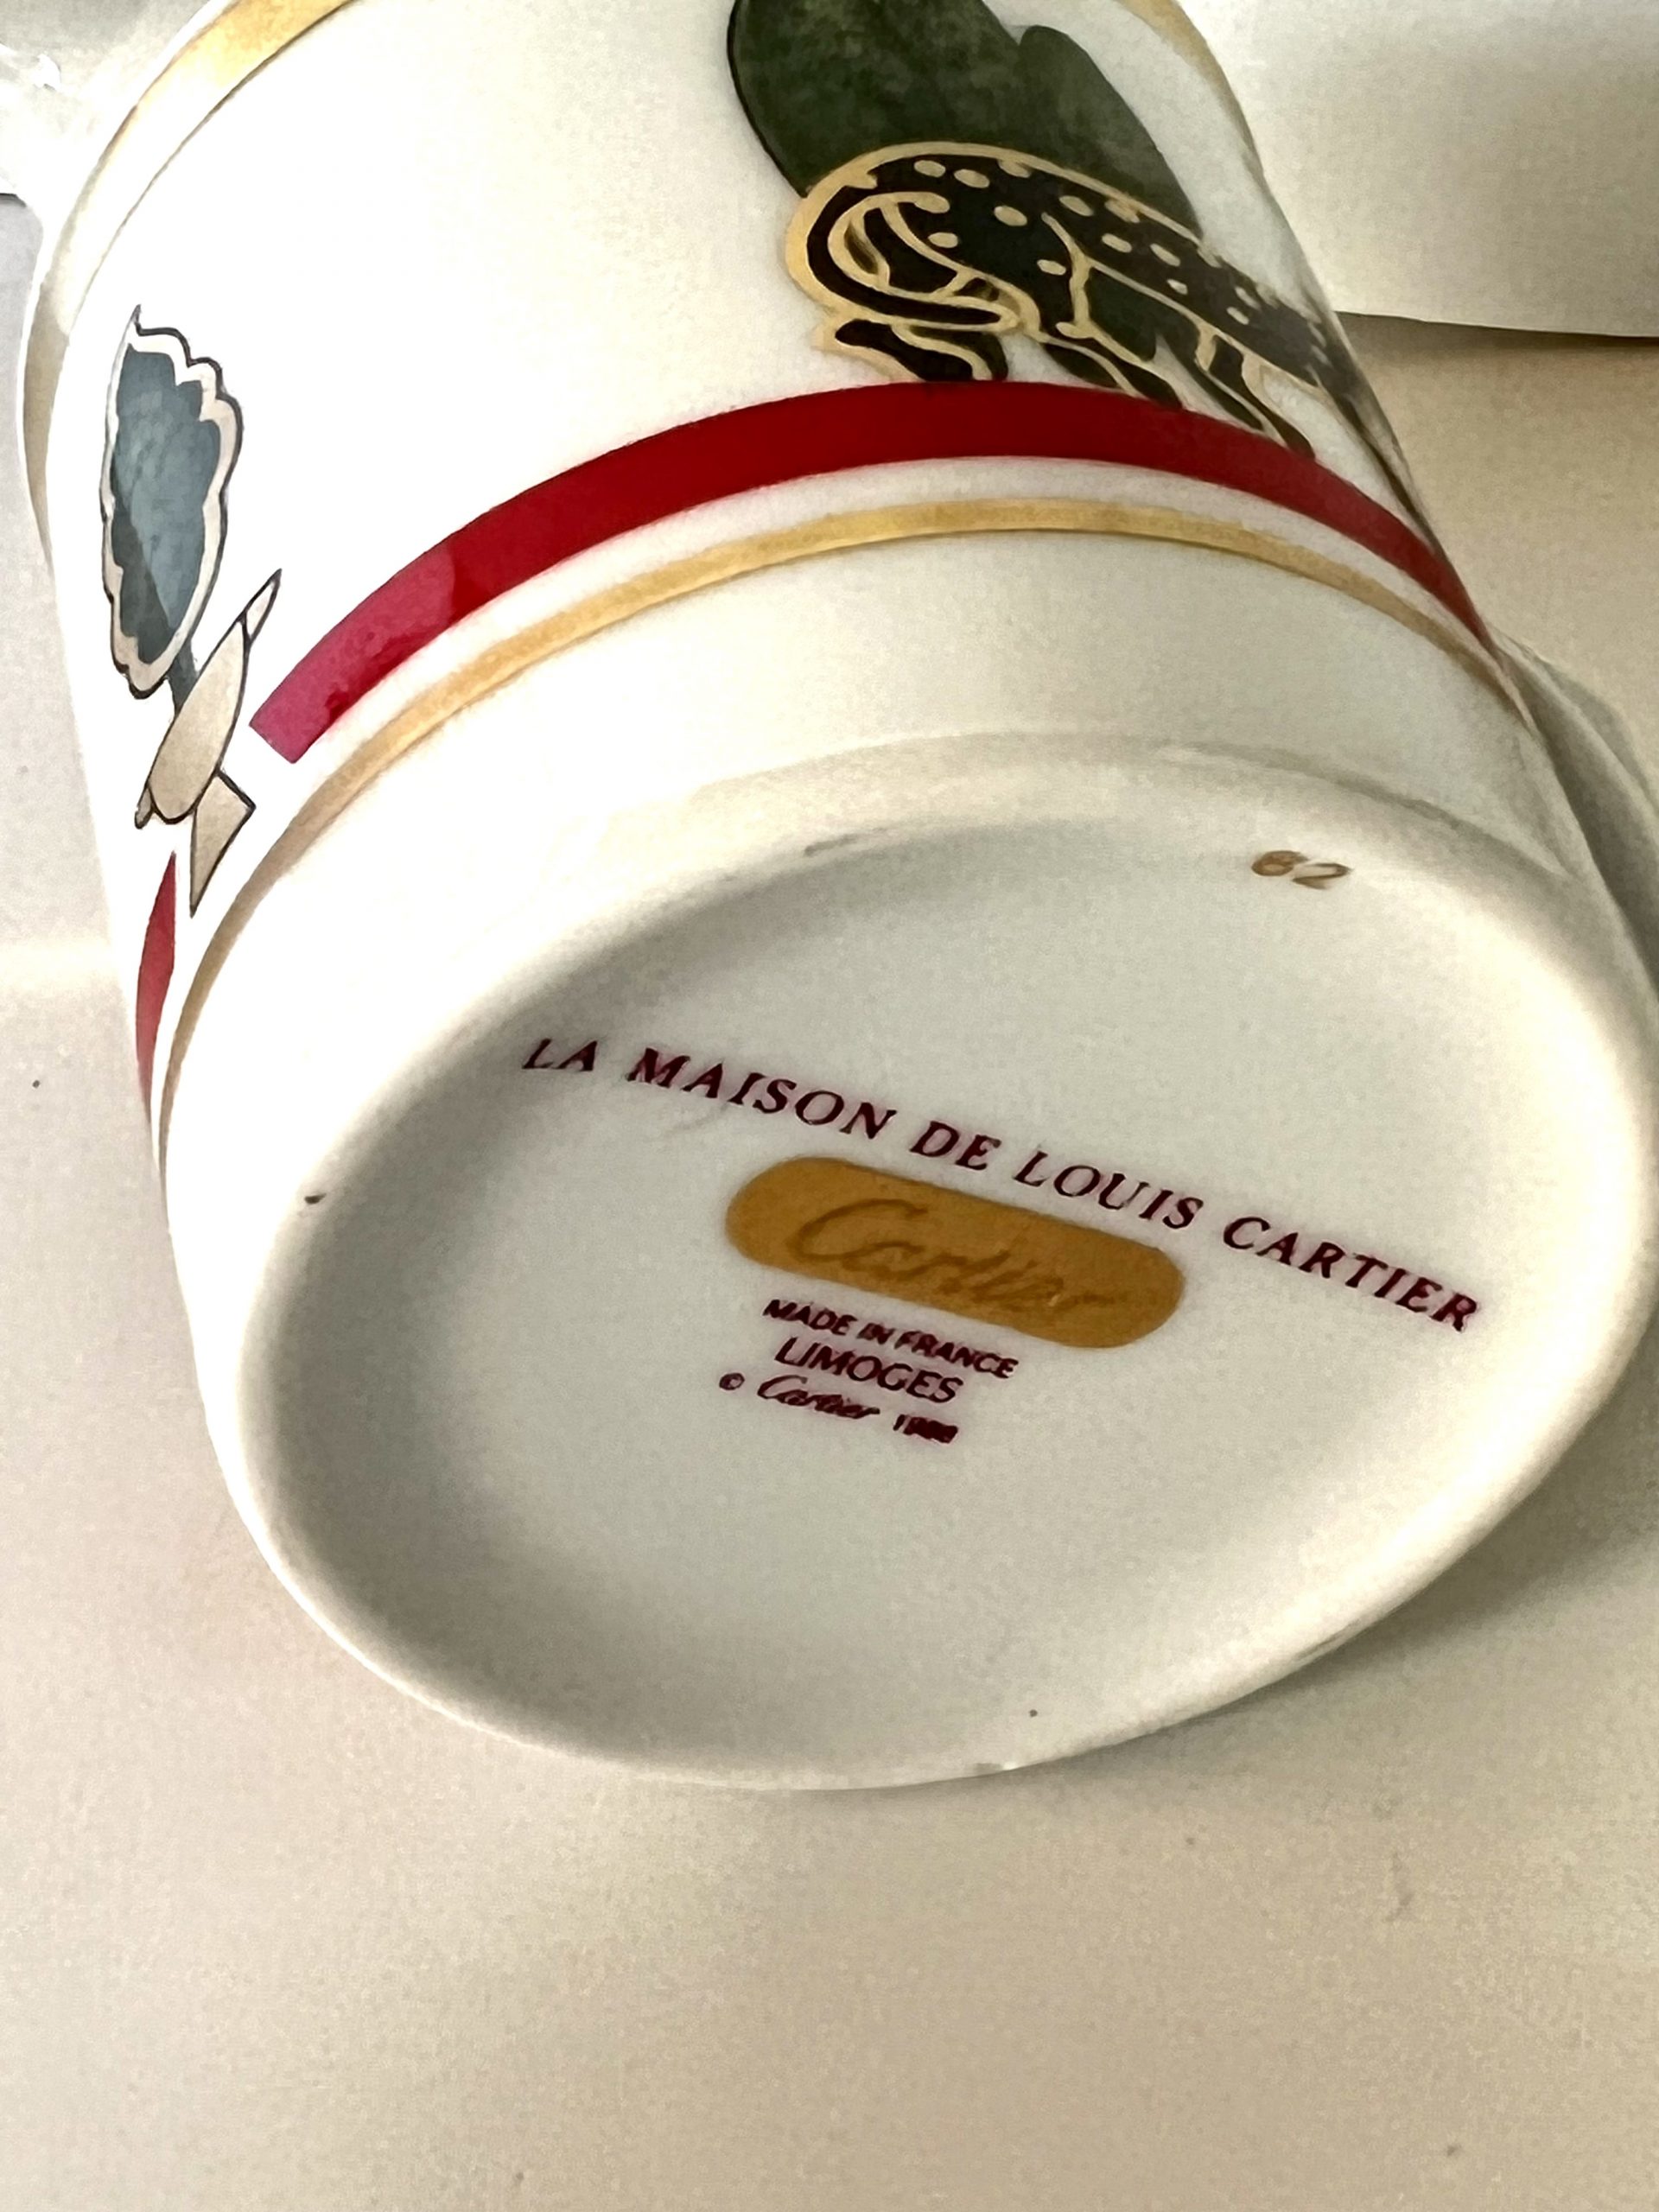 62
LA MAISON DE LOUIS CARTIER
Cartier
MADE IN FRANCE
LIMOGES
© Cartier